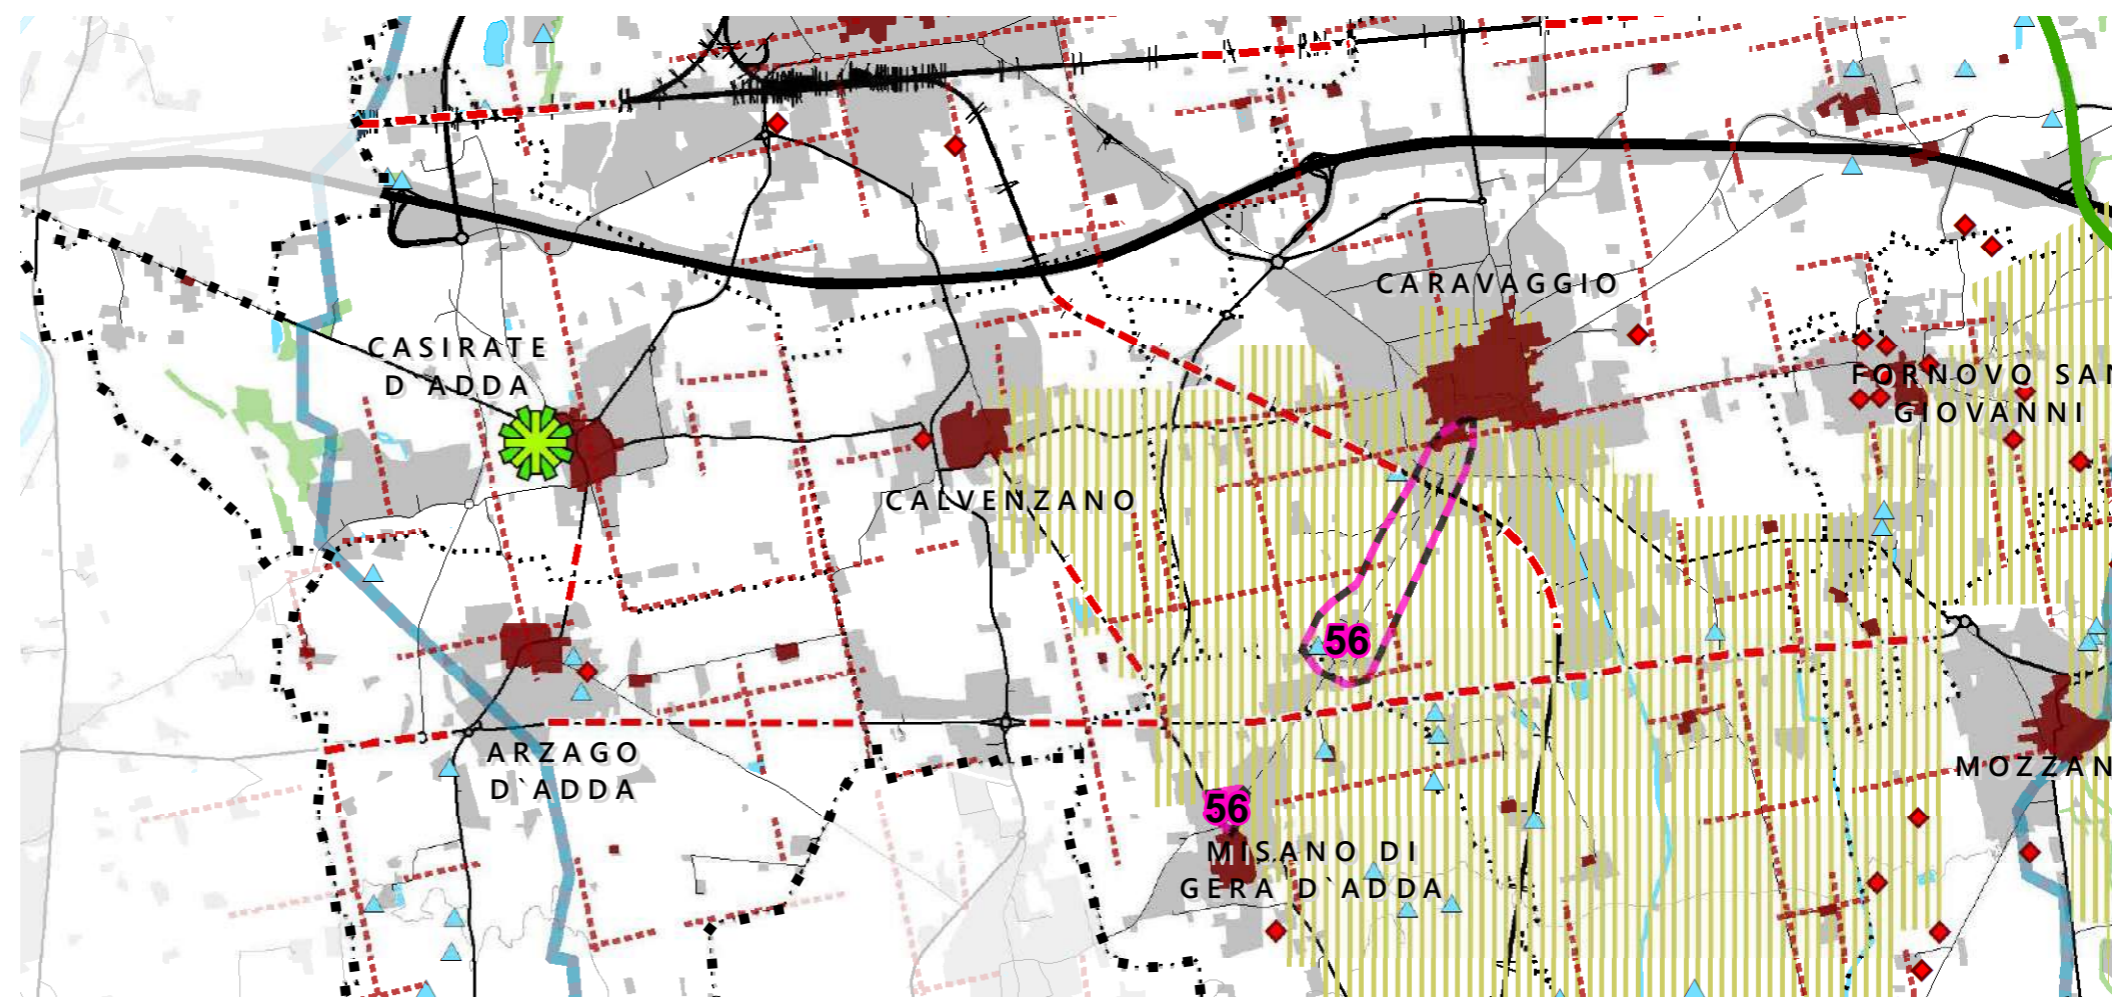 CARAVAGGIO
CASIRATE
D`ADDA
FORNOVO SAN
GIOVANNI
CALVENZANO
56
ARZAGO
D`ADDA
MOZZAN
56
MISANO DI
GERA D`ADDA